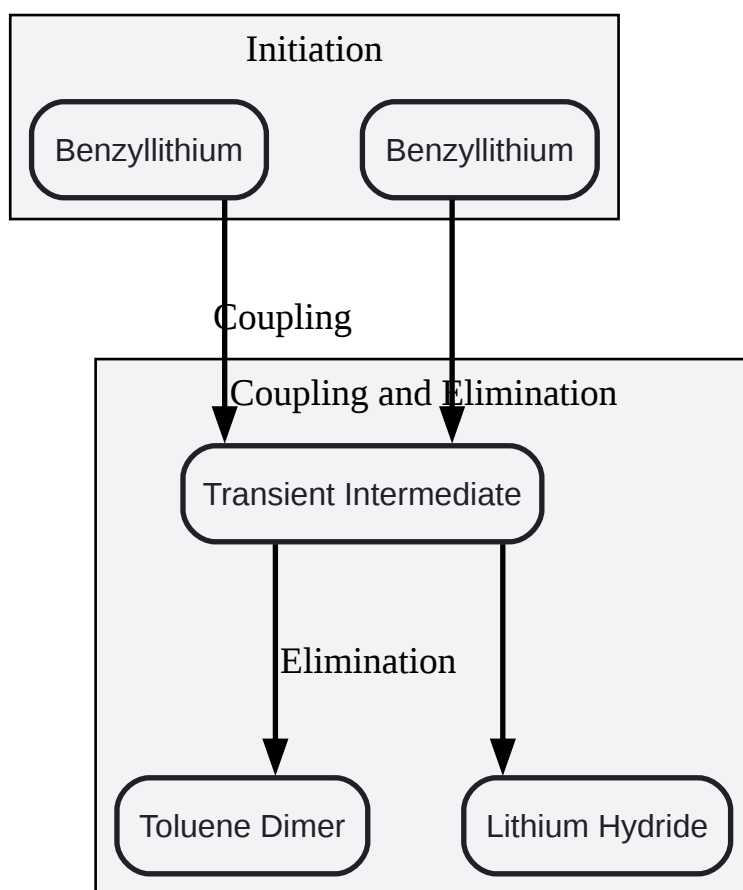 Initiation
Benzyllithium
Benzyllithium
Coupling
Coupling and Elimination
Transient Intermediate
Elimination
Toluene Dimer
Lithium Hydride